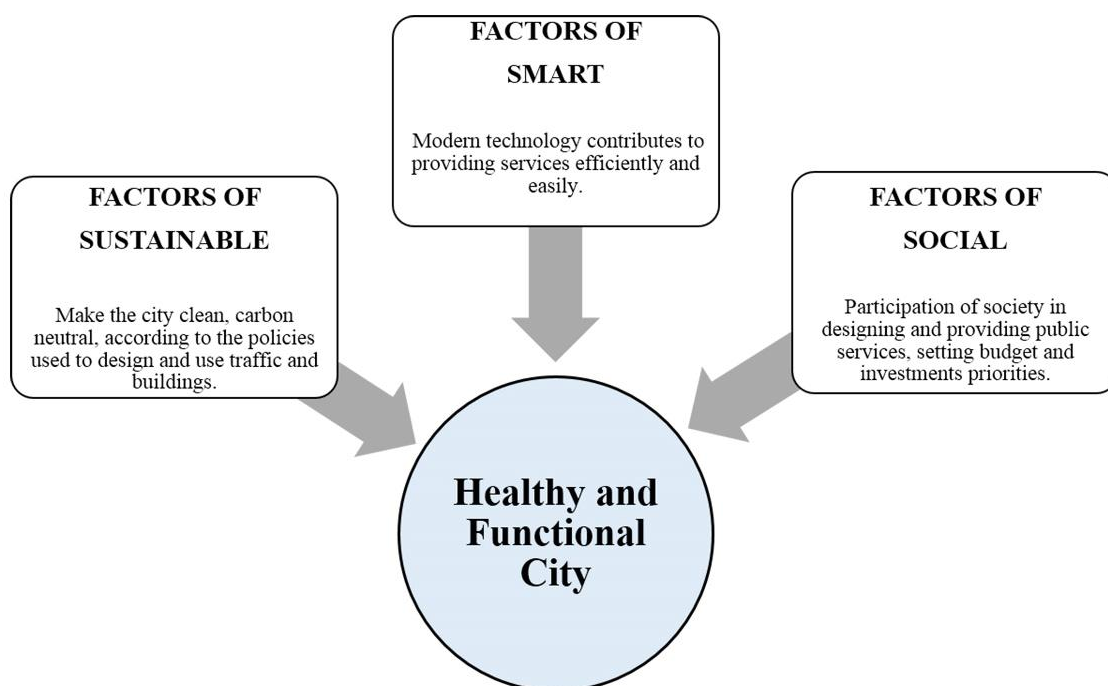 FACTORS OF
SMART
Modern technology contributes to
providing services efficiently and
easily.
FACTORS OF
SUSTAINABLE
Make the city clean, carbon
neutral, according to the policies
used to design and use traffic and
buildings.
FACTORS OF
SOCIAL
Participation of society in
designing and providing public
services, setting budget and
investments priorities.
Healthy and
Functional
City